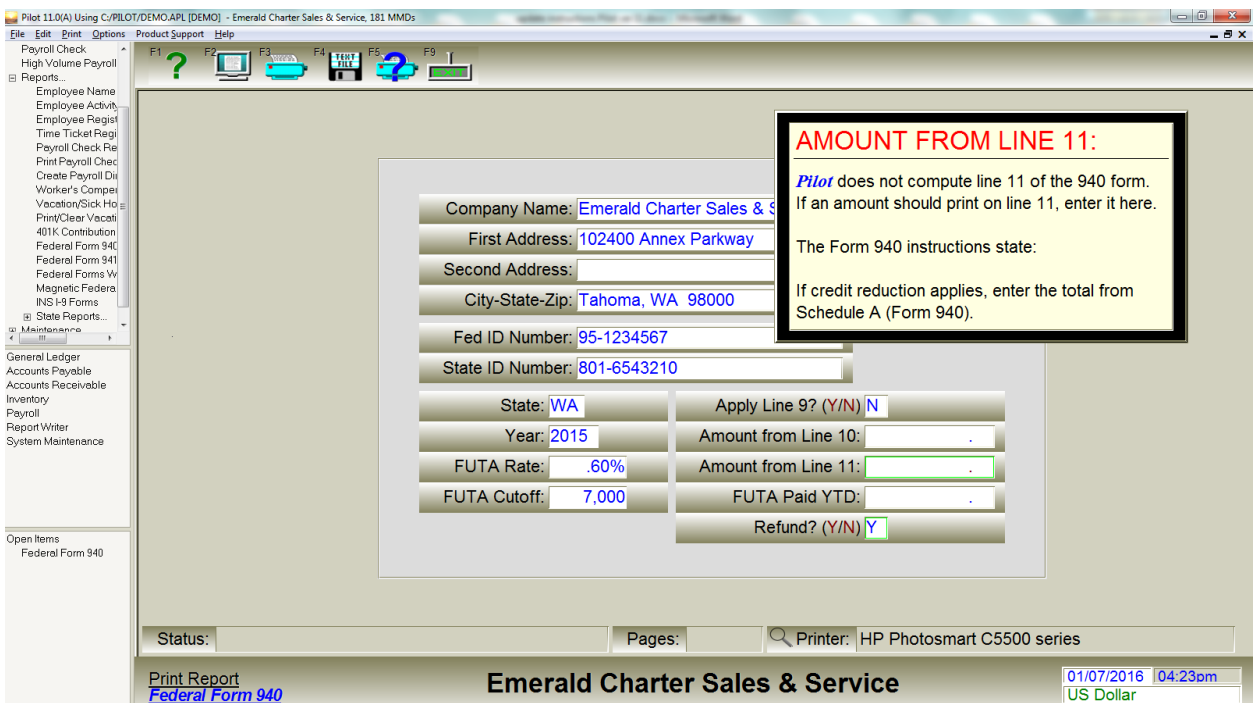 Pilot 11.0(A) Using C:/PILOT/DEMO.APL [DEMO] - Emerald Charter Sales & Service, 181 MMDs
File Edit Print Options Product Support Help
Payroll Check
High Volume Payroll
Reports...
Employee Name
Employee Activity
Employee Regist
Time Ticket Regi
Payroll Check Re
Print Payroll Chec
Create Payroll Di
Worker's Compe
Vacation/Sick Ho
Print/Clear Vacati
401K Contribution
Federal Form 940
Federal Form 941
Federal Forms W
Magnetic Federa
INS I-9 Forms
State Reports...
Maintenance
General Ledger
Accounts Payable
Accounts Receivable
Inventory
Payroll
Report Writer
System Maintenance
Open Items
Federal Form 940
F1 F2 F3 F4 TEXT FILE F5 F9 EXIT
AMOUNT FROM LINE 11:
Pilot does not compute line 11 of the 940 form.
If an amount should print on line 11, enter it here.
The Form 940 instructions state:
If credit reduction applies, enter the total from
Schedule A (Form 940).
Company Name: Emerald Charter Sales & S
First Address: 102400 Annex Parkway
Second Address:
City-State-Zip: Tahoma, WA 98000
Fed ID Number: 95-1234567
State ID Number: 801-6543210
State: WA
Year: 2015
FUTA Rate: .60%
FUTA Cutoff: 7,000
Apply Line 9? (Y/N) N
Amount from Line 10: .
Amount from Line 11: .
FUTA Paid YTD: .
Refund? (Y/N) Y
Status:
Pages:
Printer: HP Photosmart C5500 series
Print Report
Federal Form 940
Emerald Charter Sales & Service
01/07/2016 04:23pm
US Dollar